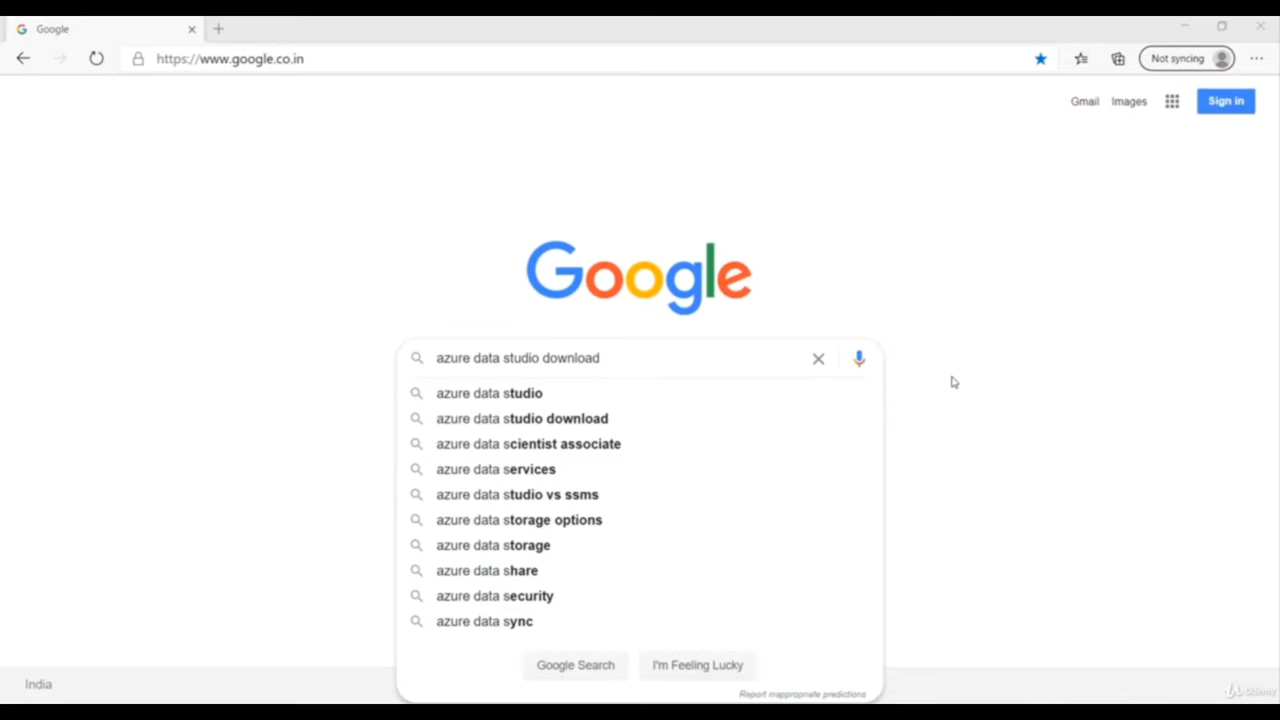 Google
https://www.google.co.in
Not syncing
Gmail
Images
Sign in
Google
azure data studio download
azure data studio
azure data studio download
azure data scientist associate
azure data services
azure data studio vs ssms
azure data storage options
azure data storage
azure data share
azure data security
azure data sync
Google Search
I'm Feeling Lucky
Report inappropriate predictions
India
Udemy